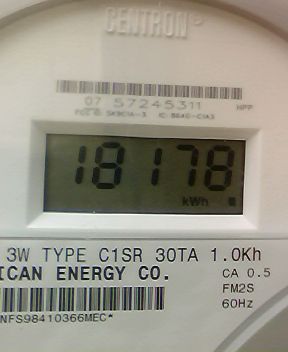 CENTRON
07 57245311 HPP
18178
kWh
3W TYPE C1SR 30TA 1.0Kh
ICAN ENERGY CO.
CA 0.5
FM2S
60Hz
NFS98410366MEC*